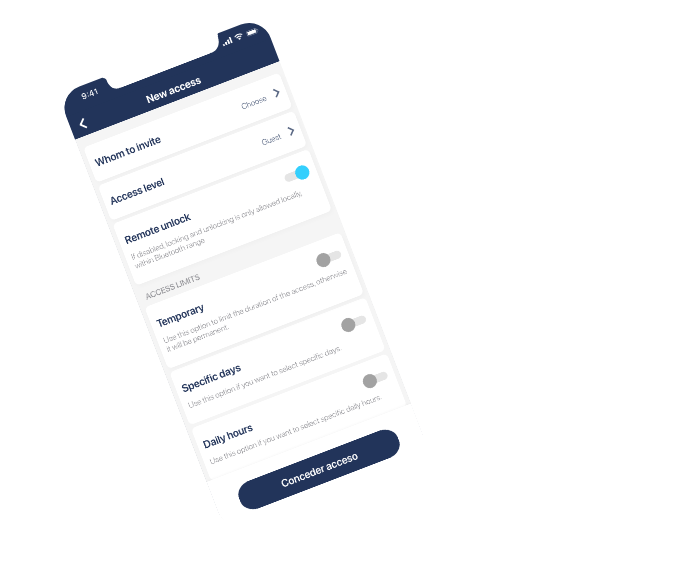 9:41
New access
Whom to invite
Choose
Access level
Guest
Remote unlock
If disabled, locking and unlocking is only allowed locally,
within Bluetooth range
ACCESS LIMITS
Temporary
Use this option to limit the duration of the access, otherwise
it will be permanent.
Specific days
Use this option if you want to select specific days.
Daily hours
Use this option if you want to select specific daily hours.
Conceder acceso